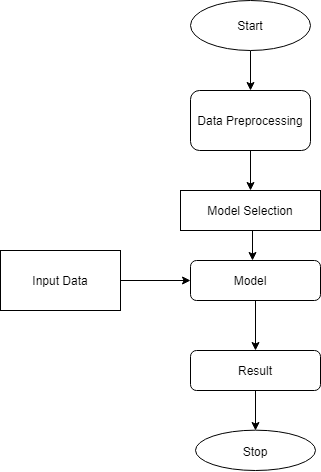 Start
Data Preprocessing
Model Selection
Input Data
Model
Result
Stop